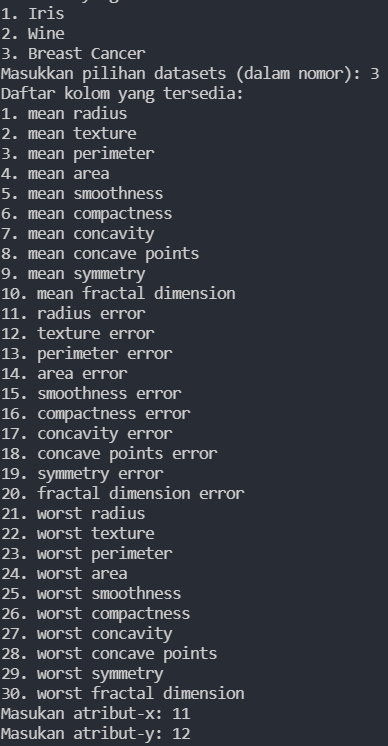 1. Iris
2. Wine
3. Breast Cancer
Masukkan pilihan datasets (dalam nomor): 3
Daftar kolom yang tersedia:
1. mean radius
2. mean texture
3. mean perimeter
4. mean area
5. mean smoothness
6. mean compactness
7. mean concavity
8. mean concave points
9. mean symmetry
10. mean fractal dimension
11. radius error
12. texture error
13. perimeter error
14. area error
15. smoothness error
16. compactness error
17. concavity error
18. concave points error
19. symmetry error
20. fractal dimension error
21. worst radius
22. worst texture
23. worst perimeter
24. worst area
25. worst smoothness
26. worst compactness
27. worst concavity
28. worst concave points
29. worst symmetry
30. worst fractal dimension
Masukan atribut-x: 11
Masukan atribut-y: 12